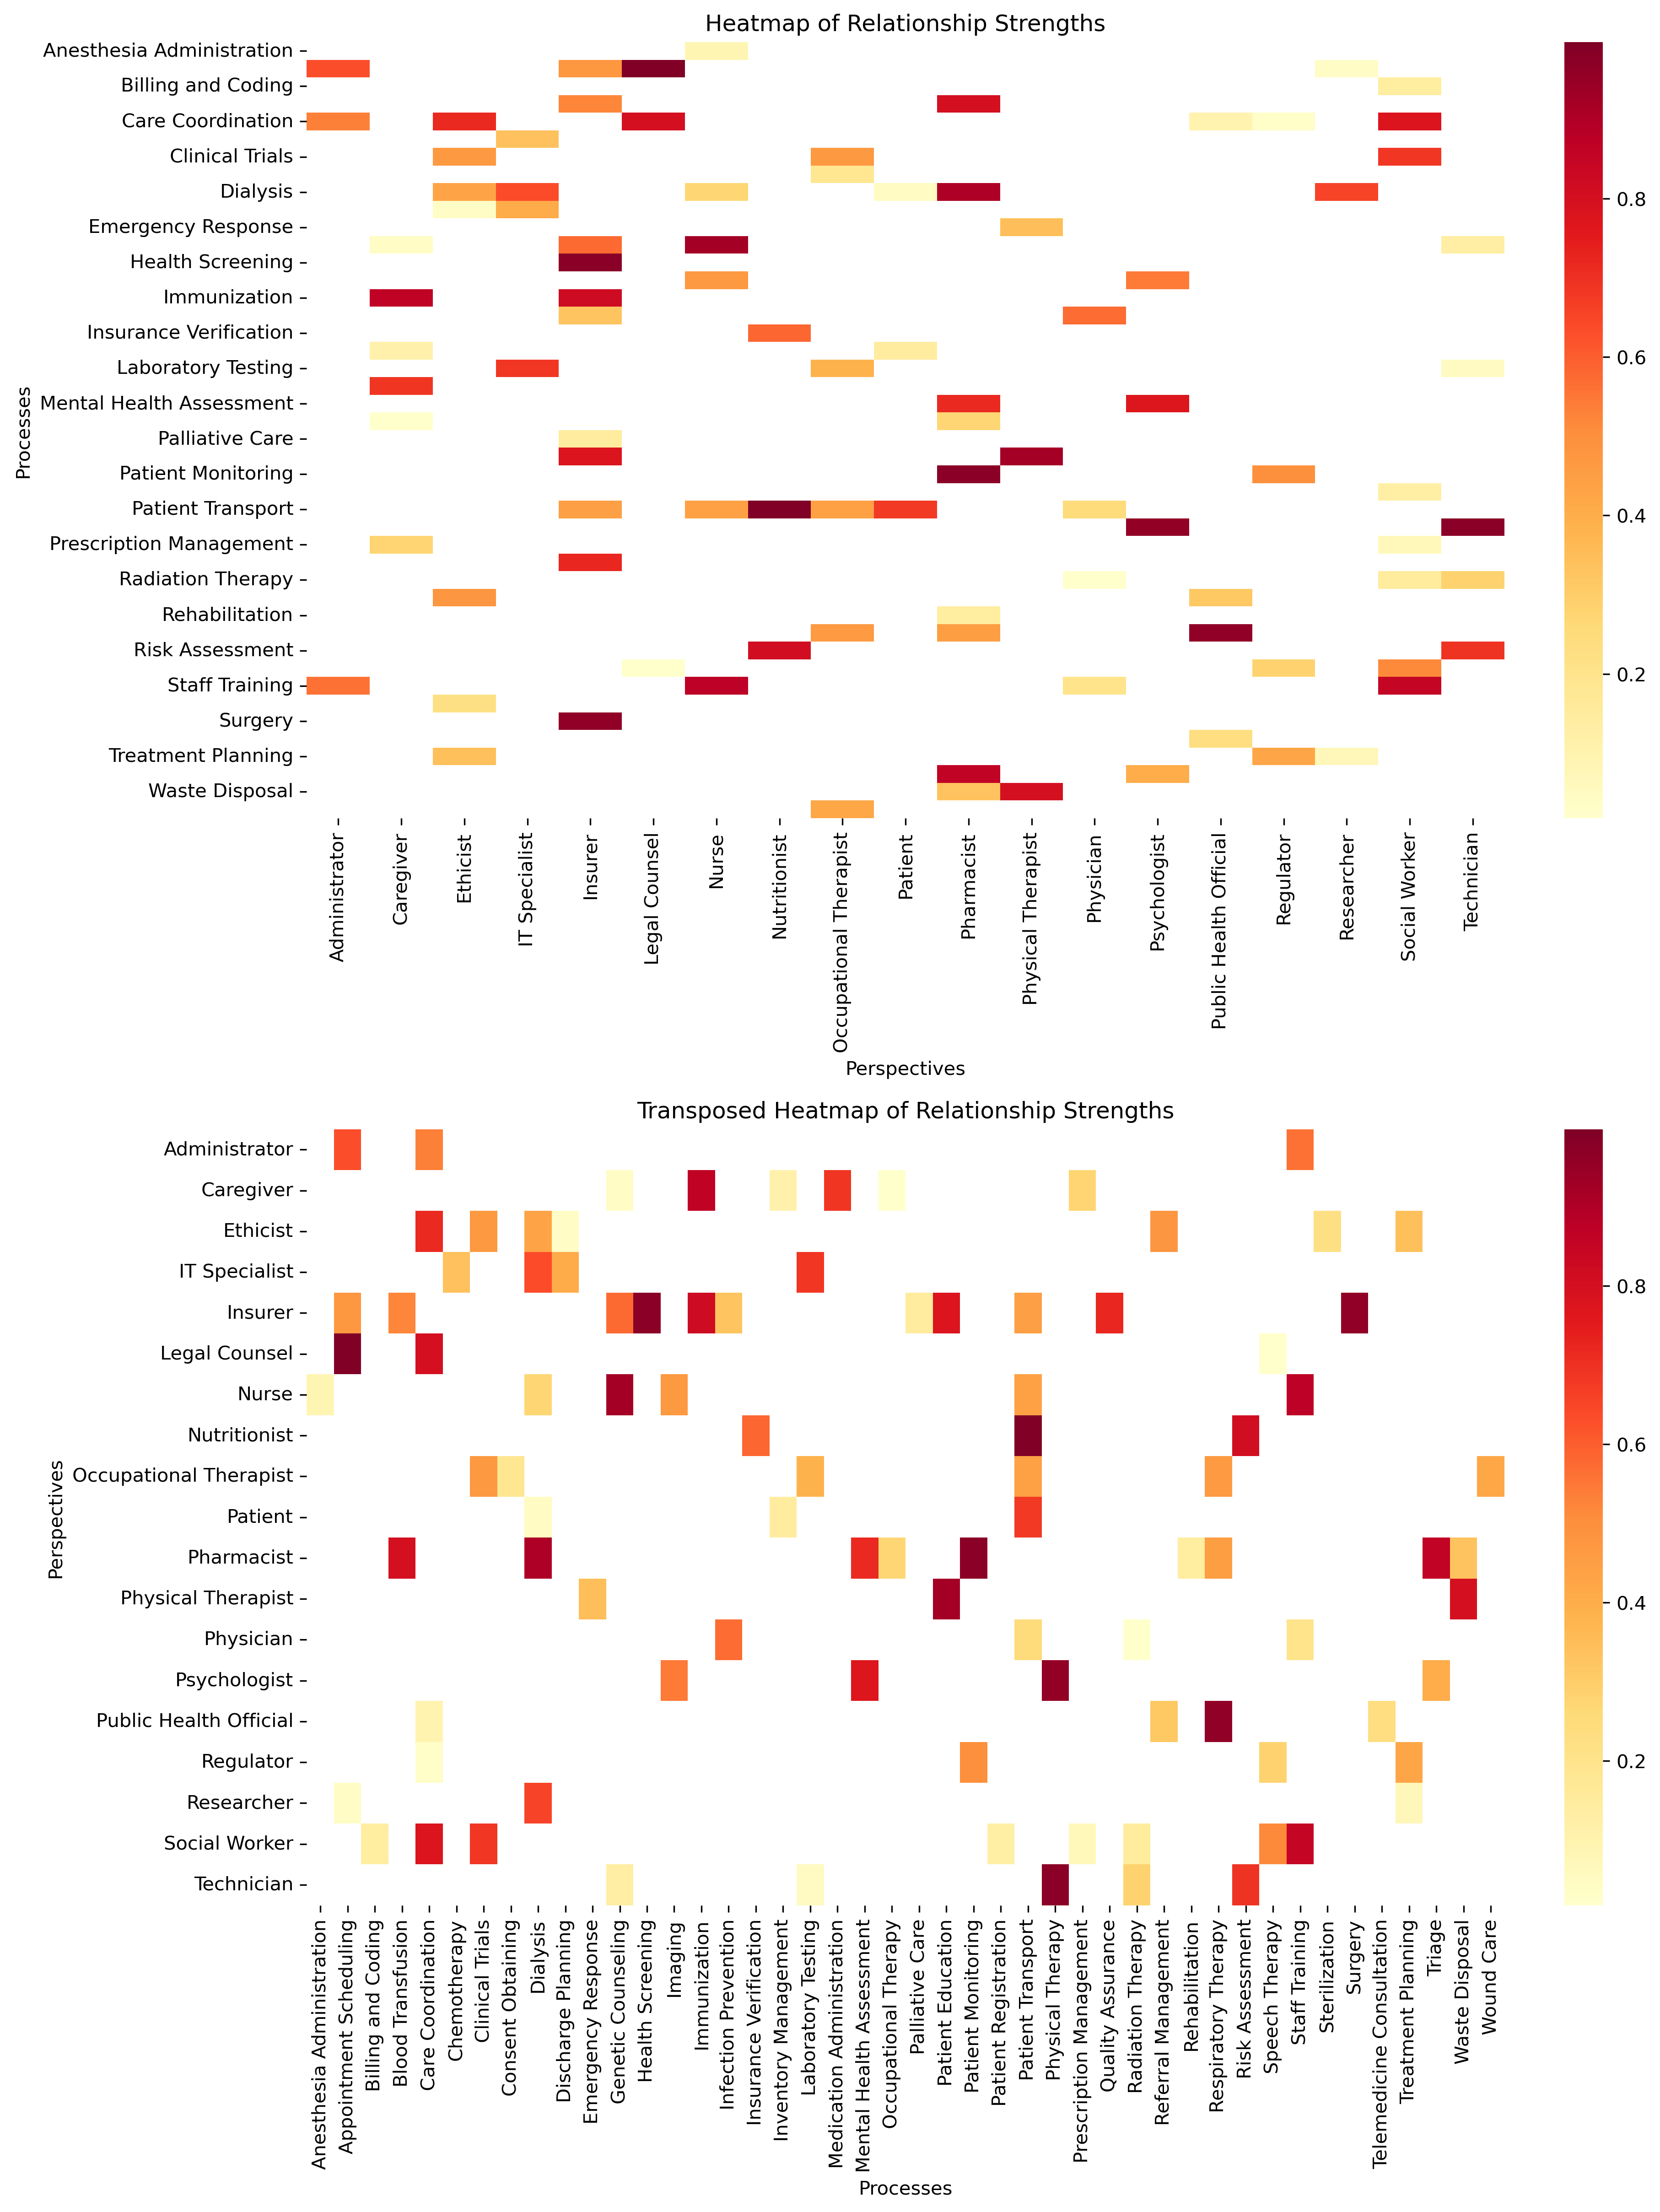 Heatmap of Relationship Strengths
Processes
Anesthesia Administration
Billing and Coding
Care Coordination
Clinical Trials
Dialysis
Emergency Response
Health Screening
Immunization
Insurance Verification
Laboratory Testing
Mental Health Assessment
Palliative Care
Patient Monitoring
Patient Transport
Prescription Management
Radiation Therapy
Rehabilitation
Risk Assessment
Staff Training
Surgery
Treatment Planning
Waste Disposal
Administrator
Caregiver
Ethicist
IT Specialist
Insurer
Legal Counsel
Nurse
Nutritionist
Occupational Therapist
Patient
Pharmacist
Physical Therapist
Physician
Psychologist
Public Health Official
Regulator
Researcher
Social Worker
Technician
Perspectives
0.8
0.6
0.4
0.2
Transposed Heatmap of Relationship Strengths
Perspectives
Administrator
Caregiver
Ethicist
IT Specialist
Insurer
Legal Counsel
Nurse
Nutritionist
Occupational Therapist
Patient
Pharmacist
Physical Therapist
Physician
Psychologist
Public Health Official
Regulator
Researcher
Social Worker
Technician
Anesthesia Administration
Appointment Scheduling
Billing and Coding
Blood Transfusion
Care Coordination
Chemotherapy
Clinical Trials
Consent Obtaining
Dialysis
Discharge Planning
Emergency Response
Genetic Counseling
Health Screening
Imaging
Immunization
Infection Prevention
Insurance Verification
Inventory Management
Laboratory Testing
Medication Administration
Mental Health Assessment
Occupational Therapy
Palliative Care
Patient Education
Patient Monitoring
Patient Registration
Patient Transport
Physical Therapy
Prescription Management
Quality Assurance
Radiation Therapy
Referral Management
Rehabilitation
Respiratory Therapy
Risk Assessment
Speech Therapy
Staff Training
Sterilization
Surgery
Telemedicine Consultation
Treatment Planning
Triage
Waste Disposal
Wound Care
Processes
0.8
0.6
0.4
0.2